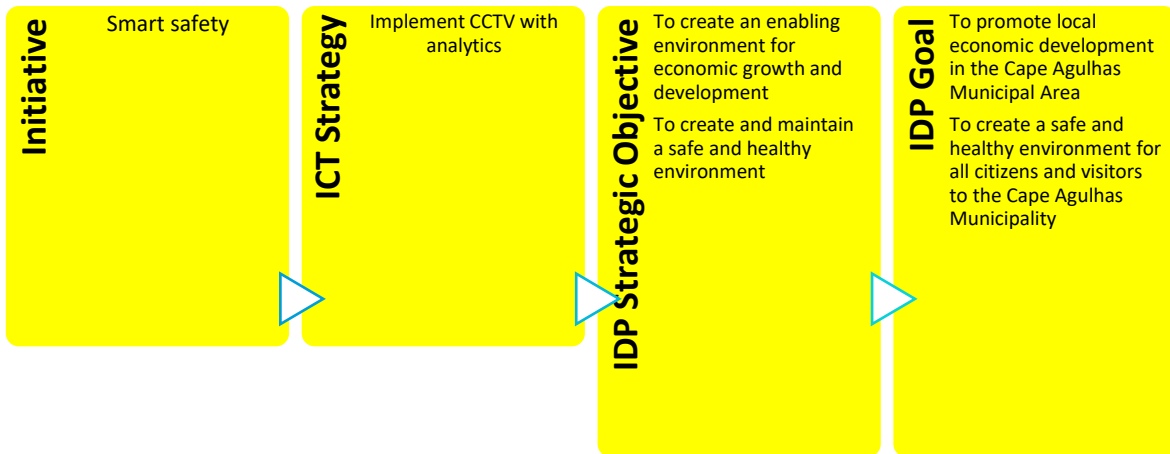 Initiative
Smart safety
ICT Strategy
Implement CCTV with
analytics
IDP Strategic Objective
To create an enabling
environment for
economic growth and
development
To create and maintain
a safe and healthy
environment
IDP Goal
To promote local
economic development
in the Cape Agulhas
Municipal Area
To create a safe and
healthy environment for
all citizens and visitors
to the Cape Agulhas
Municipality